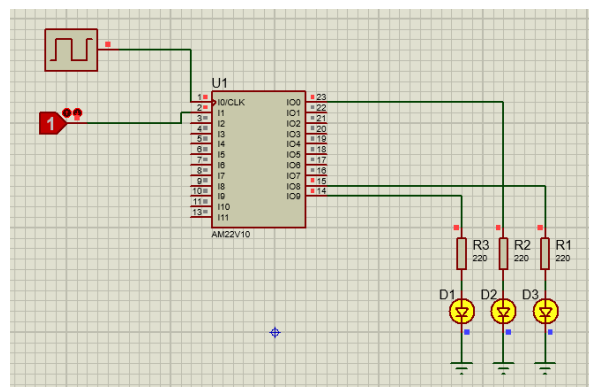 U1
1
1 I0/CLK IO0 23
2 I1 IO1 22
3 I2 IO2 21
4 I3 IO3 20
5 I4 IO4 19
6 I5 IO5 18
7 I6 IO6 17
8 I7 IO7 16
9 I8 IO8 15
10 I9 IO9 14
11 I10
13 I11
AM22V10
R3 R2 R1
220 220 220
D1 D2 D3